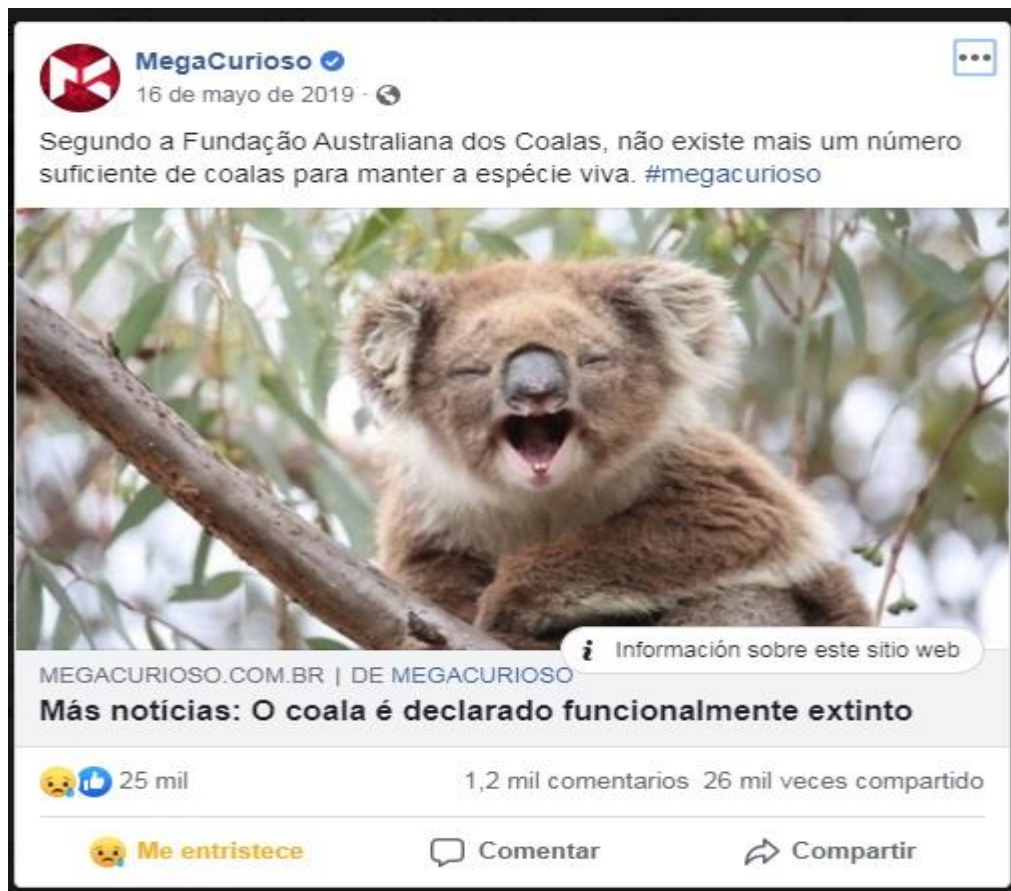 MegaCurioso
16 de mayo de 2019 ·
Segundo a Fundação Australiana dos Coalas, não existe mais um número
suficiente de coalas para manter a espécie viva. #megacurioso
i Información sobre este sitio web
MEGACURIOSO.COM.BR | DE MEGACURIOSO
Más notícias: O coala é declarado funcionalmente extinto
25 mil 1,2 mil comentarios 26 mil veces compartido
Me entristece Comentar Compartir